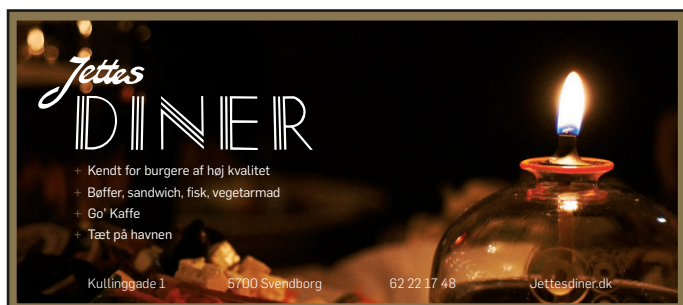 Jettes
DINER
+ Kendt for burgere af høj kvalitet
+ Bøffer, sandwich, fisk, vegetarmad
+ Go' Kaffe
+ Tæt på havnen
Kullinggade 1 5700 Svendborg 62 22 17 48 Jettesdiner.dk